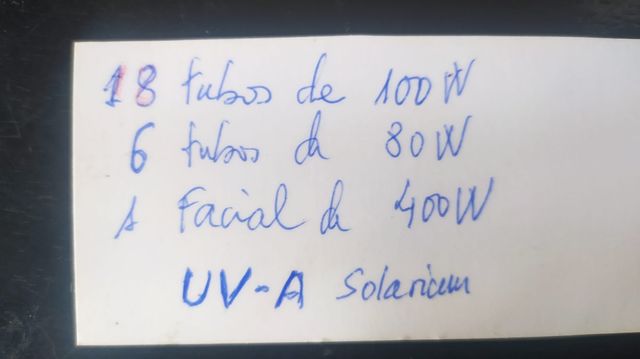 18 tubos de 100W
6 tubos de 80W
1 Facial de 400W
UV-A Solarium